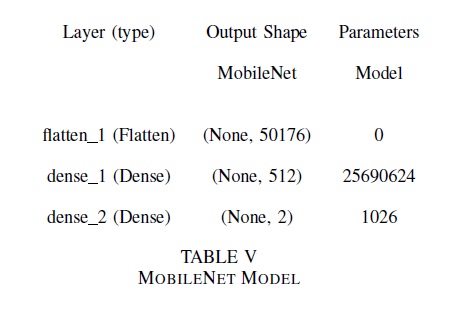 Layer (type) Output Shape Parameters
MobileNet Model
flatten_1 (Flatten) (None, 50176) 0
dense_1 (Dense) (None, 512) 25690624
dense_2 (Dense) (None, 2) 1026
TABLE V
MOBILENET MODEL